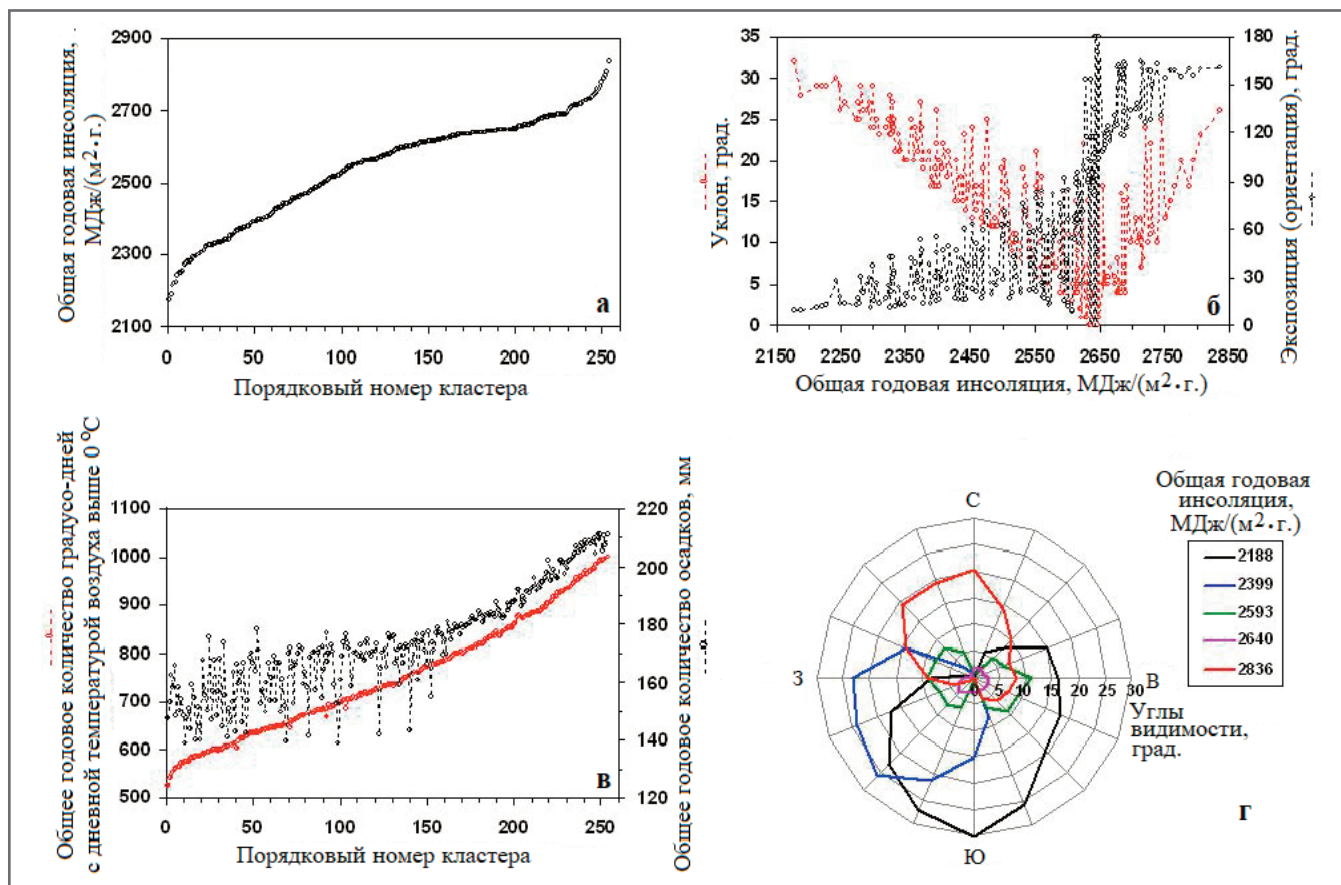 Общая годовая инсоляция,
МДж/(м²·г.)
2900
2700
2500
2300
2100
0 50 100 150 200 250
Порядковый номер кластера
а
Уклон, град.
35
30
25
20
15
10
5
0
2150 2250 2350 2450 2550 2650 2750 2850
Общая годовая инсоляция, МДж/(м²·г.)
180
150
120
90
60
30
0
Экспозиция (ориентация), град.
б
Общее годовое количество градусо-дней
с дневной температурой воздуха выше 0°С
1100
1000
900
800
700
600
500
0 50 100 150 200 250
Порядковый номер кластера
220
200
180
160
140
120
Общее годовое количество осадков, мм
в
С
З
В
Ю
0 5 10 15 20 25 30
Углы
видимости,
град.
Общая годовая
инсоляция,
МДж/(м²·г.)
2188
2399
2593
2640
2836
г